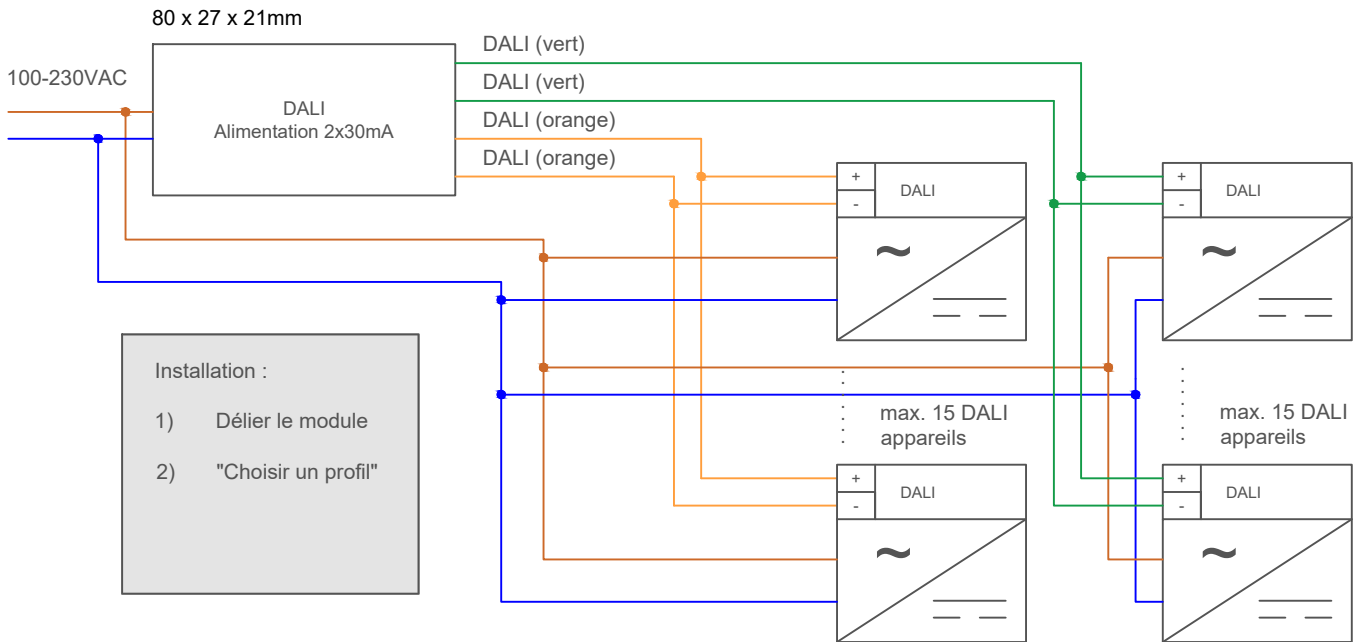 80 x 27 x 21mm
100-230VAC
DALI
Alimentation 2x30mA
DALI (vert)
DALI (vert)
DALI (orange)
DALI (orange)
+
-
DALI
~
+
-
DALI
~
Installation :
1) Délier le module
2) "Choisir un profil"
max. 15 DALI
appareils
max. 15 DALI
appareils
+
-
DALI
~
+
-
DALI
~